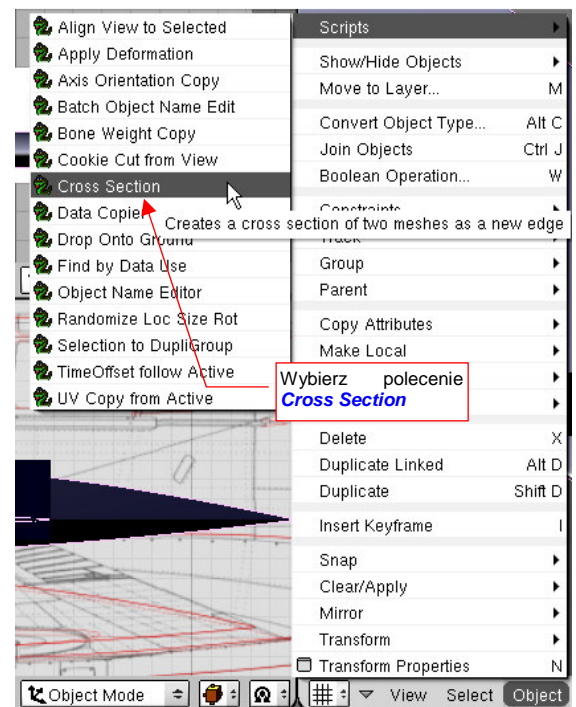 Align View to Selected
Apply Deformation
Axis Orientation Copy
Batch Object Name Edit
Bone Weight Copy
Cookie Cut from View
Cross Section
Data Copier
Creates a cross section of two meshes as a new edge
Drop Onto Ground
Find by Data Use
Object Name Editor
Randomize Loc Size Rot
Selection to DupliGroup
TimeOffset follow Active
UV Copy from Active
Scripts
Show/Hide Objects
Move to Layer... M
Convert Object Type... Alt C
Join Objects Ctrl J
Boolean Operation... W
Constraints
Track
Group
Parent
Copy Attributes
Make Local
Wybierz polecenie
Cross Section
Delete X
Duplicate Linked Alt D
Duplicate Shift D
Insert Keyframe I
Snap
Clear/Apply
Mirror
Transform
Transform Properties N
Object Mode
View Select Object